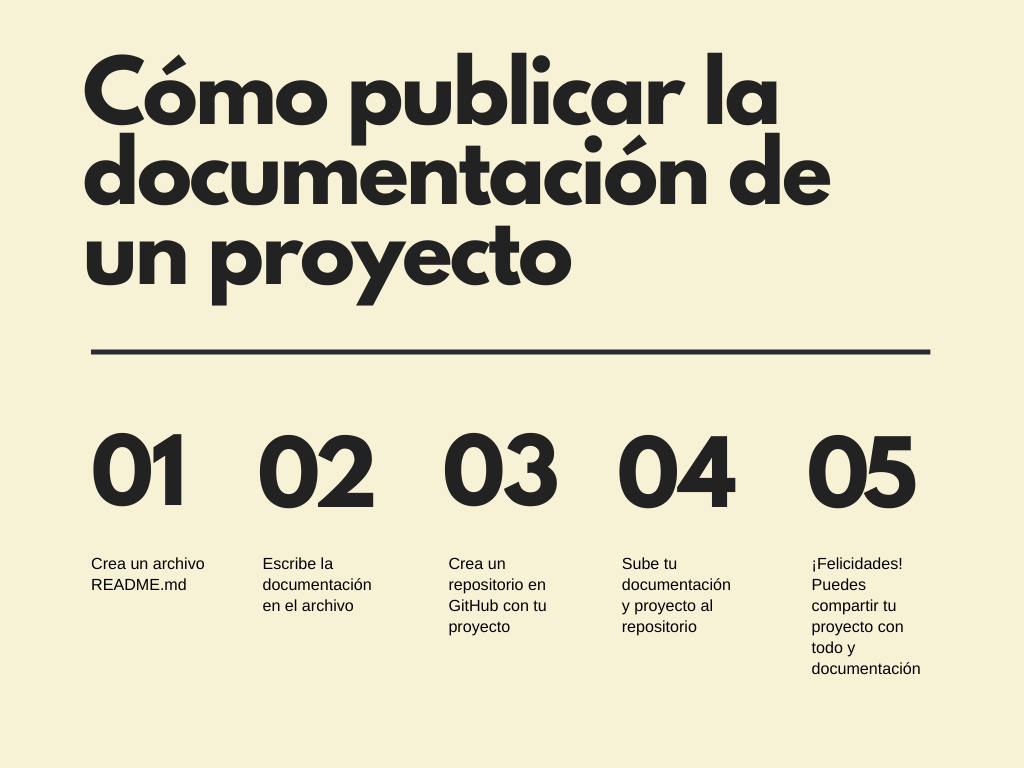 Cómo publicar la
documentación de
un proyecto
01
Crea un archivo
README.md
02
Escribe la
documentación
en el archivo
03
Crea un
repositorio en
GitHub con tu
proyecto
04
Sube tu
documentación
y proyecto al
repositorio
05
¡Felicidades!
Puedes
compartir tu
proyecto con
todo y
documentación